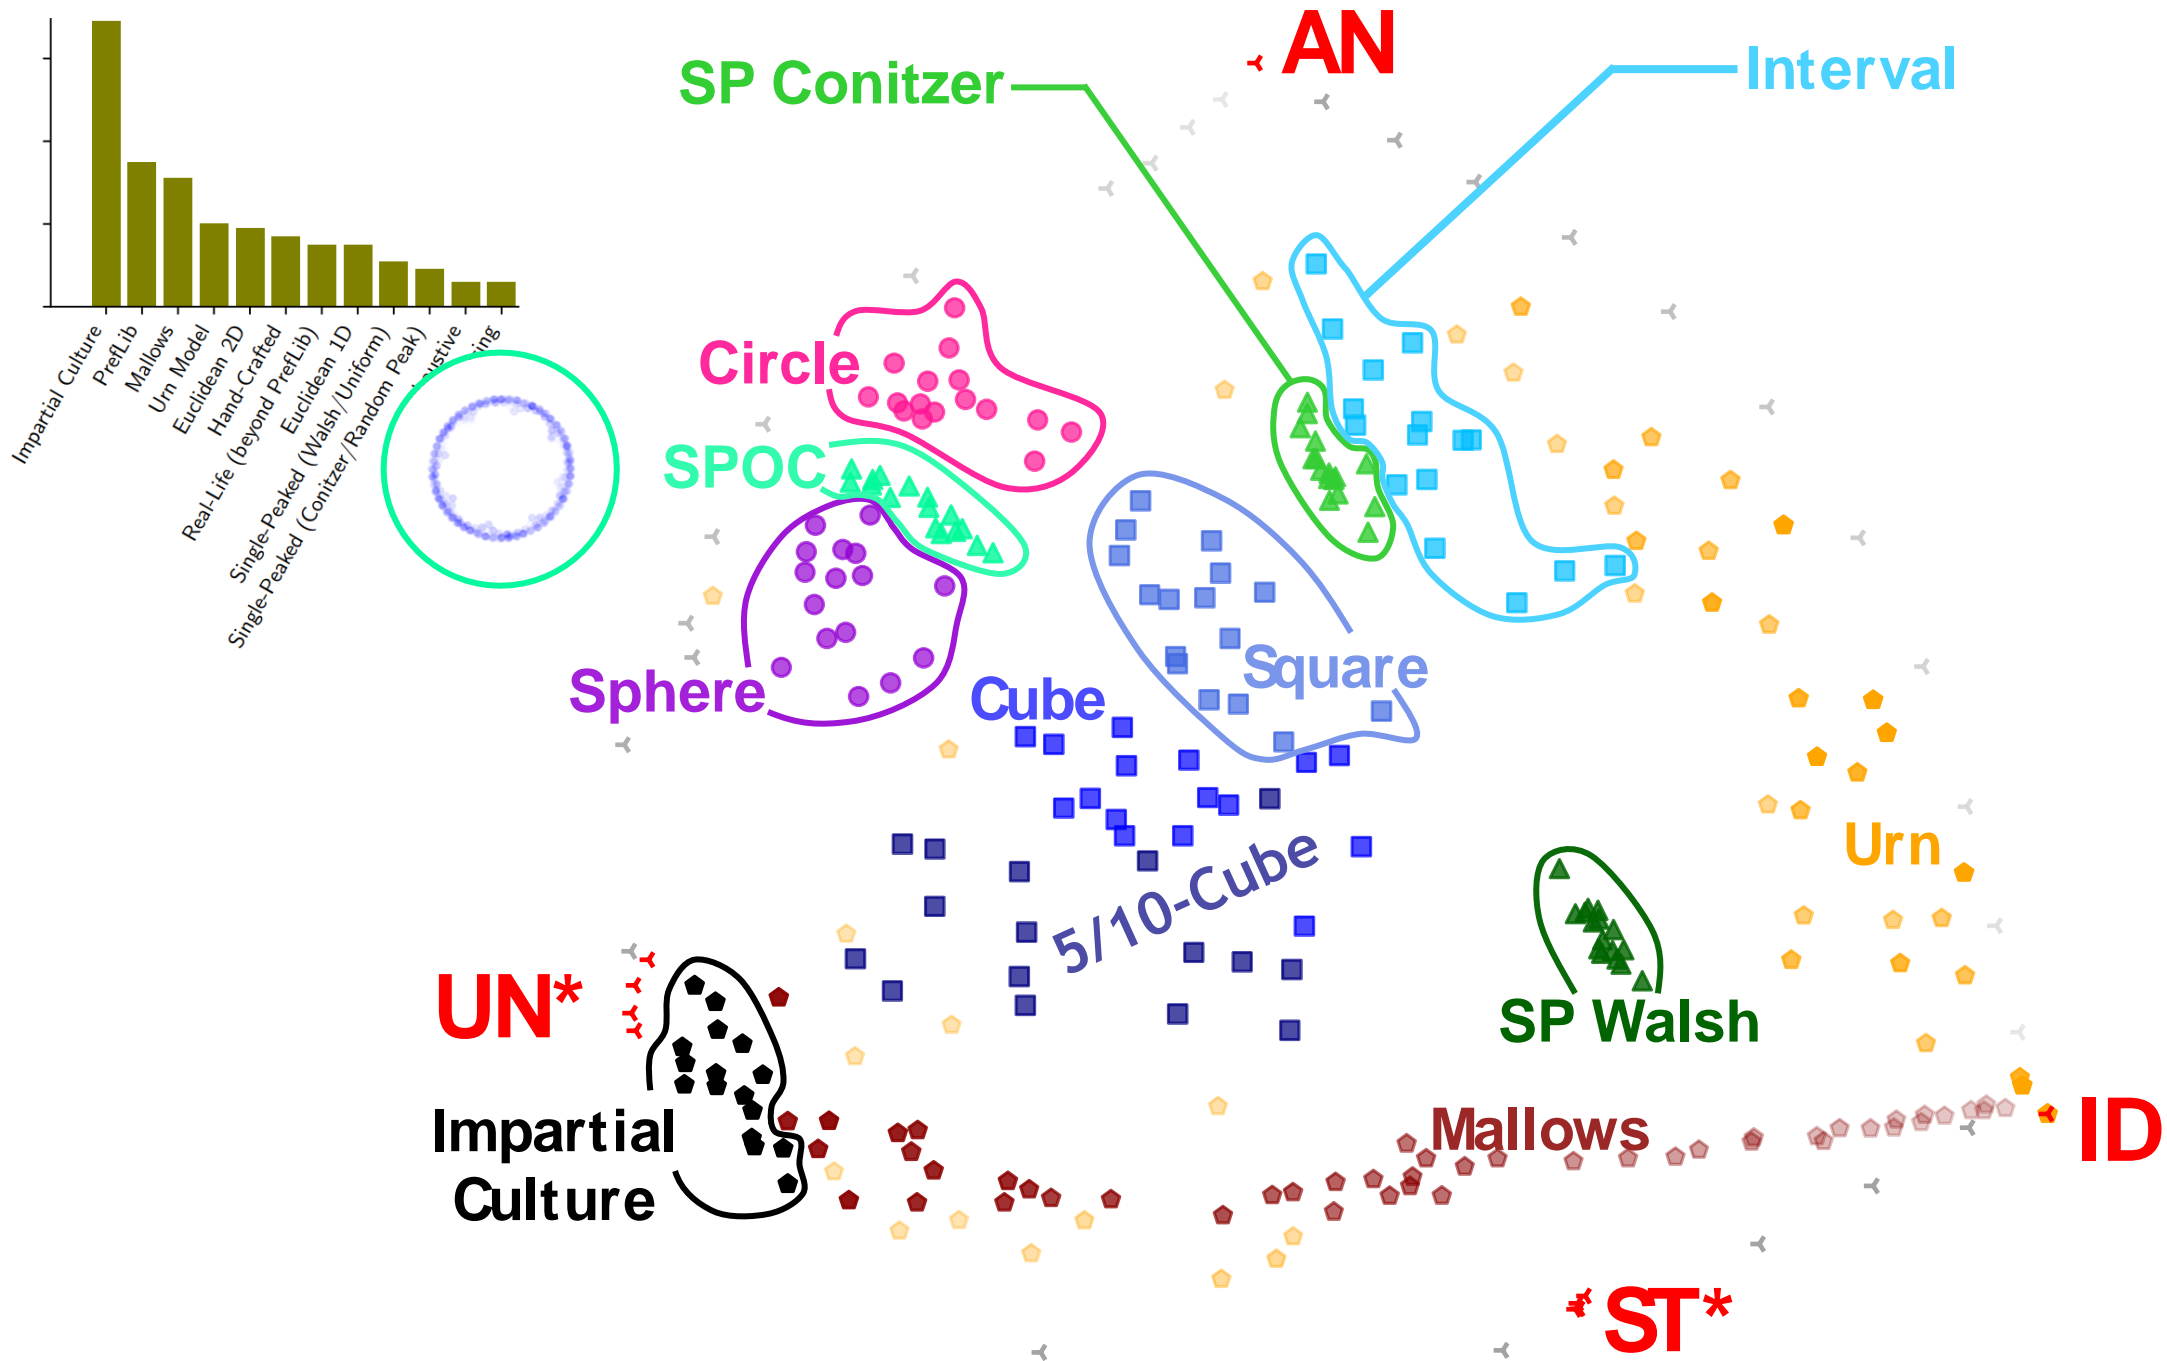 AN
SP Conitzer
Interval
Impartial Culture
PrefLib
Mallows
Urn Model
Euclidean 2D
Hand-Crafted
Real-Life (beyond PrefLib)
Euclidean 1D
Single-Peaked (Walsh/Uniform)
Single-Peaked (Conitzer/Random Peak)
Circle
SPOC
Sphere
Square
Cube
5/10-Cube
Urn
UN*
SP Walsh
Impartial
Culture
Mallows
ID
ST*